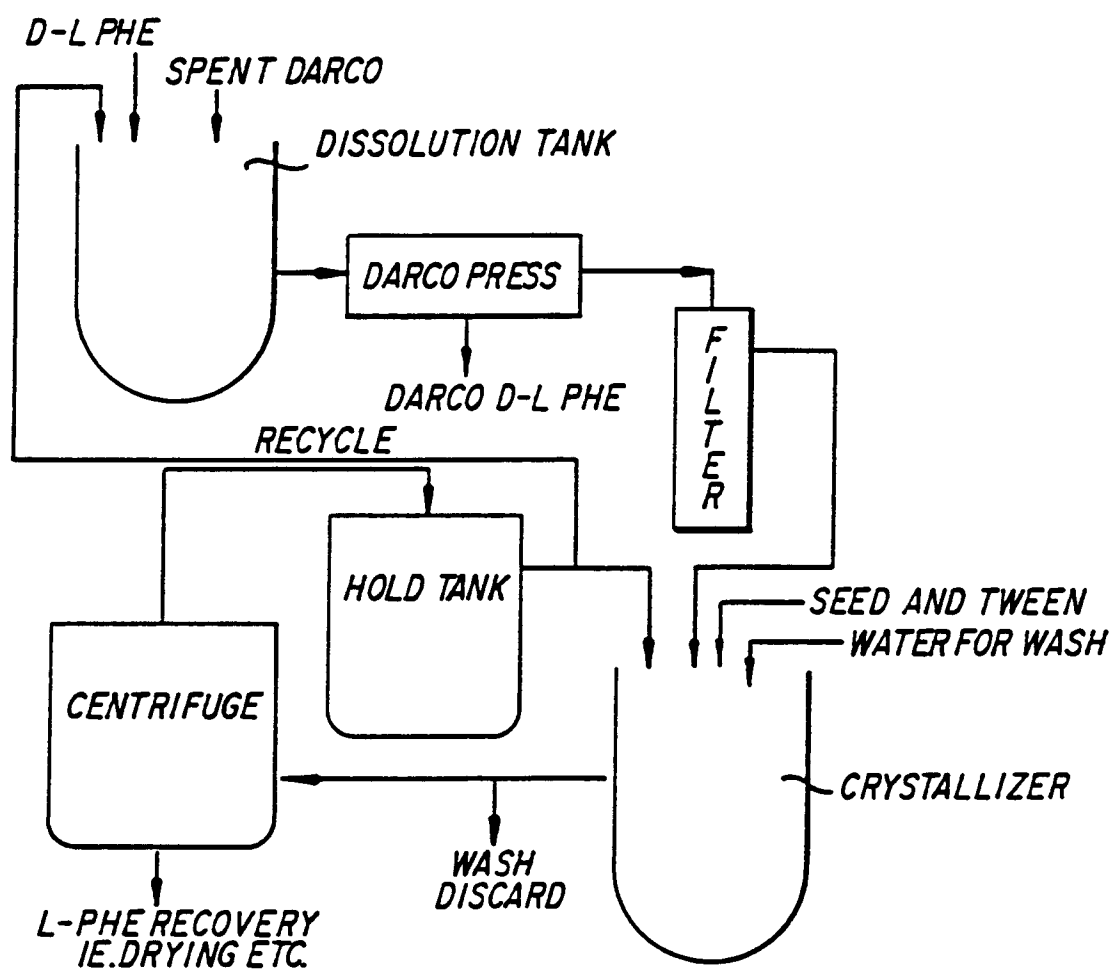 D-L PHE
SPENT DARCO
DISSOLUTION TANK
DARCO PRESS
FILTER
DARCO D-L PHE
RECYCLE
HOLD TANK
SEED AND TWEEN
WATER FOR WASH
CENTRIFUGE
CRYSTALLIZER
WASH
DISCARD
L-PHE RECOVERY
IE. DRYING ETC.